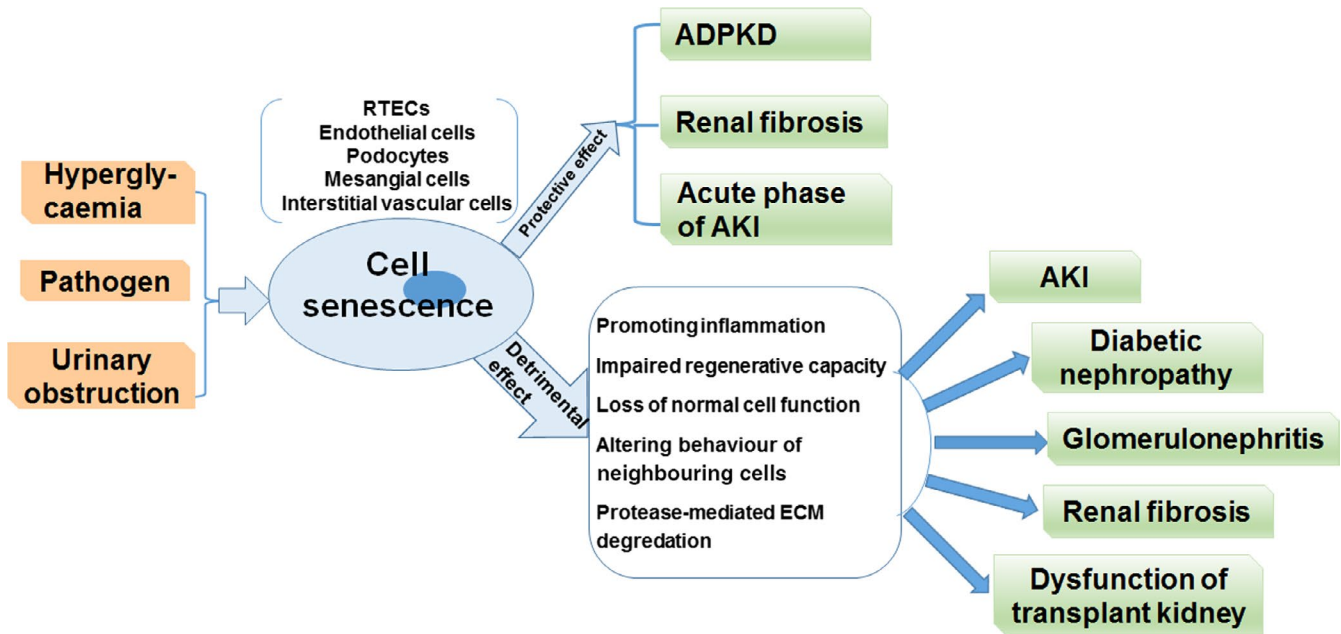 Hypergly-
caemia
Pathogen
Urinary
obstruction
RTECs
Endothelial cells
Podocytes
Mesangial cells
Interstitial vascular cells
Cell
senescence
Protective effect
ADPKD
Renal fibrosis
Acute phase
of AKI
Detrimental
effect
Promoting inflammation
Impaired regenerative capacity
Loss of normal cell function
Altering behaviour of
neighbouring cells
Protease-mediated ECM
degredation
AKI
Diabetic
nephropathy
Glomerulonephritis
Renal fibrosis
Dysfunction of
transplant kidney